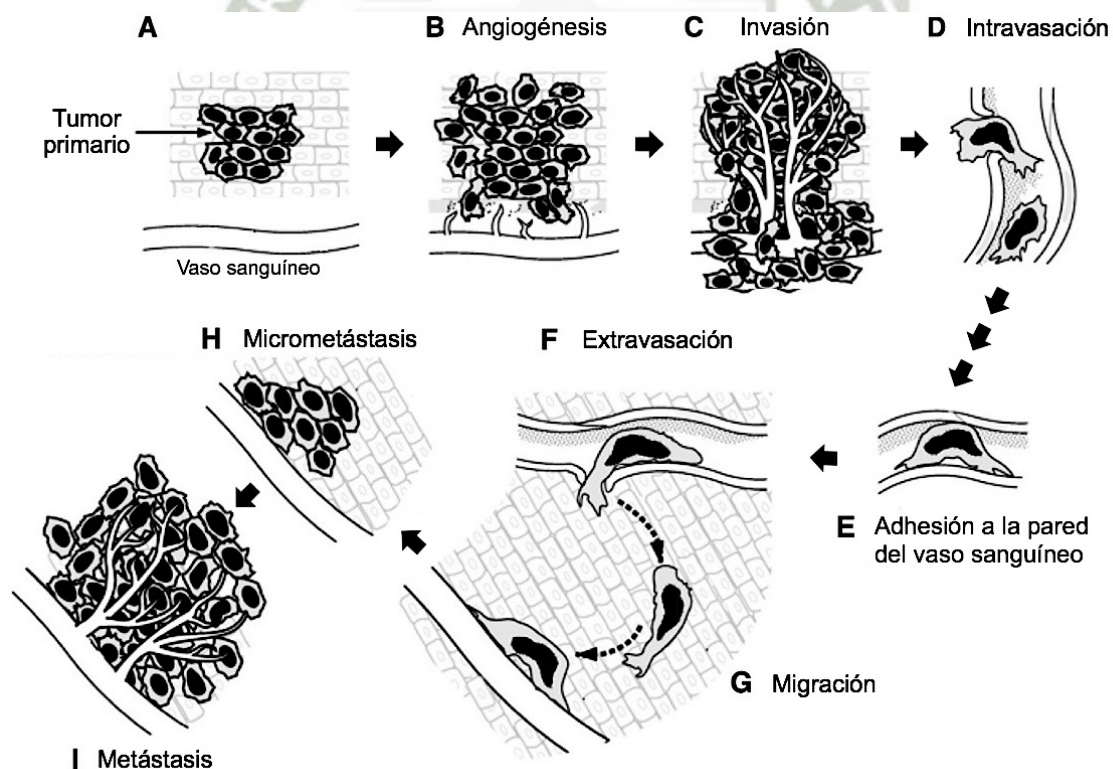 A
B Angiogénesis
C Invasión
D Intravasación
Tumor
primario
Vaso sanguíneo
H Micrometástasis
F Extravasación
E Adhesión a la pared
del vaso sanguíneo
G Migración
I Metástasis